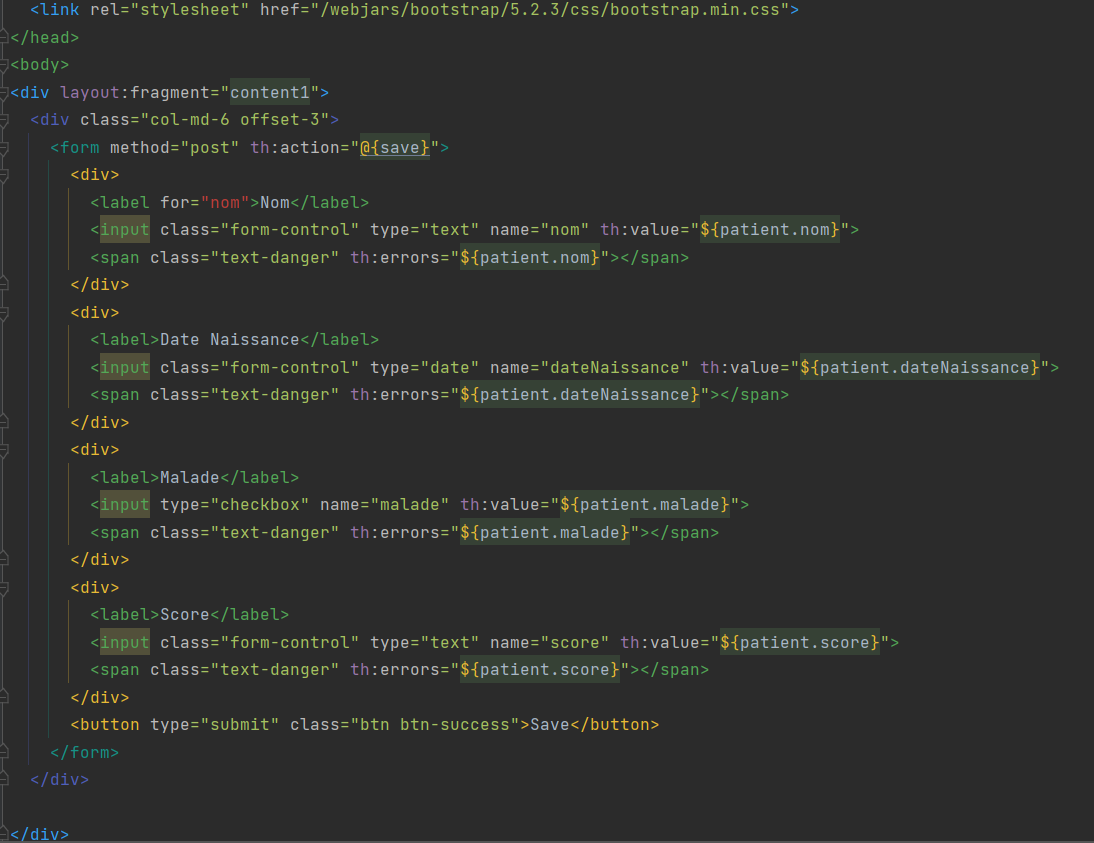 <link rel="stylesheet" href="/webjars/bootstrap/5.2.3/css/bootstrap.min.css">
</head>
<body>
<div layout:fragment="content1">
<div class="col-md-6 offset-3">
<form method="post" th:action="@{save}">
<div>
<label for="nom">Nom</label>
<input class="form-control" type="text" name="nom" th:value="${patient.nom}">
<span class="text-danger" th:errors="${patient.nom}"></span>
</div>
<div>
<label>Date Naissance</label>
<input class="form-control" type="date" name="dateNaissance" th:value="${patient.dateNaissance}">
<span class="text-danger" th:errors="${patient.dateNaissance}"></span>
</div>
<div>
<label>Malade</label>
<input type="checkbox" name="malade" th:value="${patient.malade}">
<span class="text-danger" th:errors="${patient.malade}"></span>
</div>
<div>
<label>Score</label>
<input class="form-control" type="text" name="score" th:value="${patient.score}">
<span class="text-danger" th:errors="${patient.score}"></span>
</div>
<button type="submit" class="btn btn-success">Save</button>
</form>
</div>
</div>